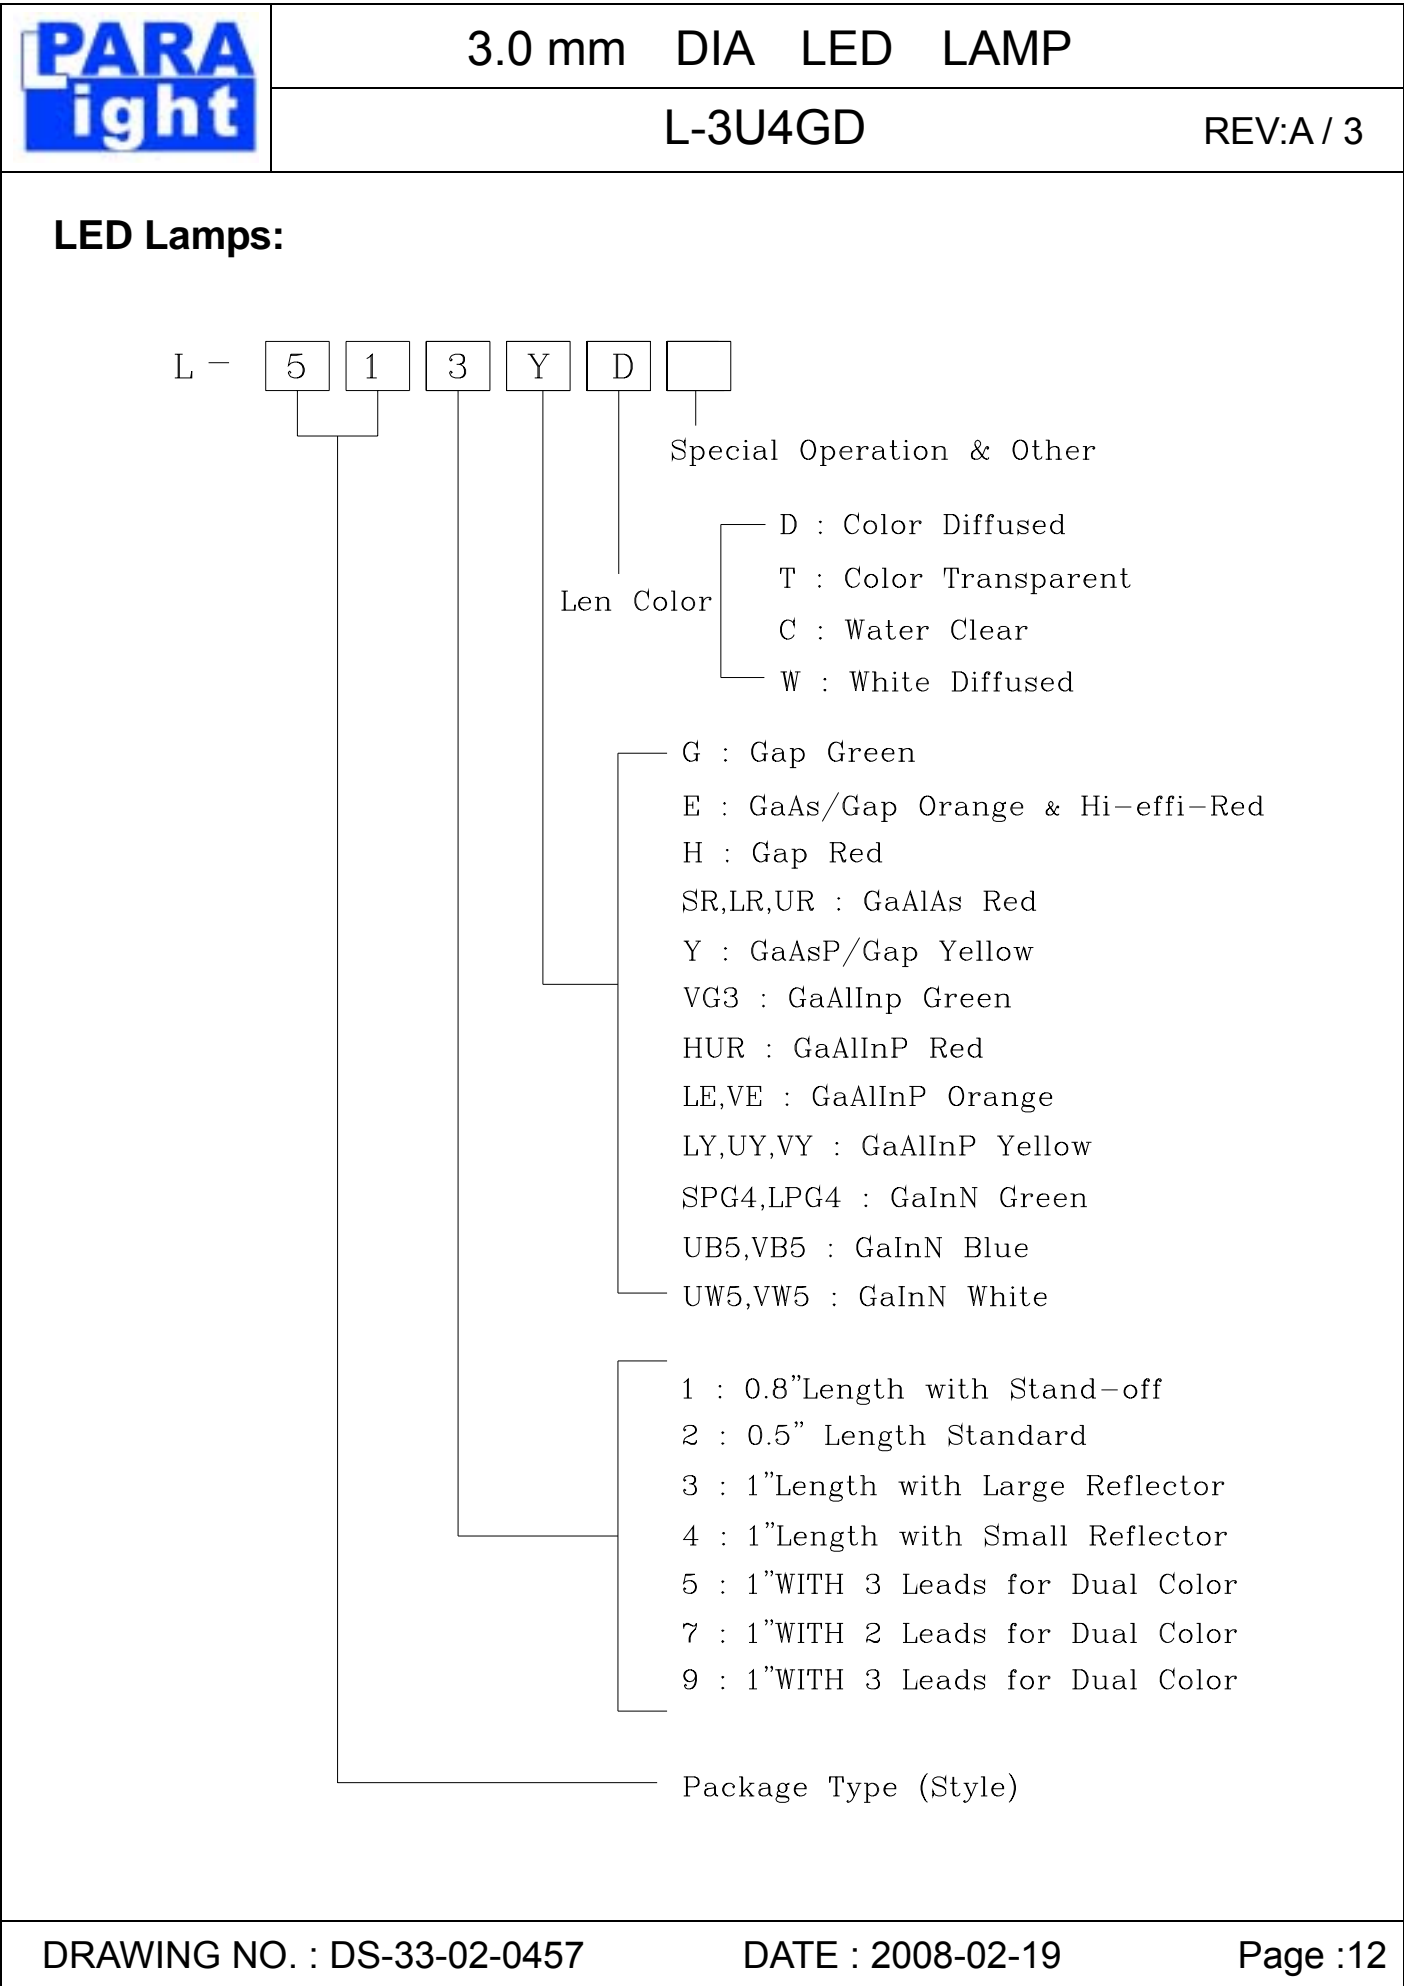 PARA
Light
3.0 mm DIA LED LAMP
L-3U4GD REV:A / 3
LED Lamps:
L - 5 1 3 Y D
Special Operation & Other
D : Color Diffused
T : Color Transparent
Len Color
C : Water Clear
W : White Diffused
G : Gap Green
E : GaAs/Gap Orange & Hi-effi-Red
H : Gap Red
SR,LR,UR : GaAlAs Red
Y : GaAsP/Gap Yellow
VG3 : GaAlInp Green
HUR : GaAlInP Red
LE,VE : GaAlInP Orange
LY,UY,VY : GaAlInP Yellow
SPG4,LPG4 : GaInN Green
UB5,VB5 : GaInN Blue
UW5,VW5 : GaInN White
1 : 0.8"Length with Stand-off
2 : 0.5" Length Standard
3 : 1"Length with Large Reflector
4 : 1"Length with Small Reflector
5 : 1"WITH 3 Leads for Dual Color
7 : 1"WITH 2 Leads for Dual Color
9 : 1"WITH 3 Leads for Dual Color
Package Type (Style)
DRAWING NO. : DS-33-02-0457 DATE : 2008-02-19 Page :12